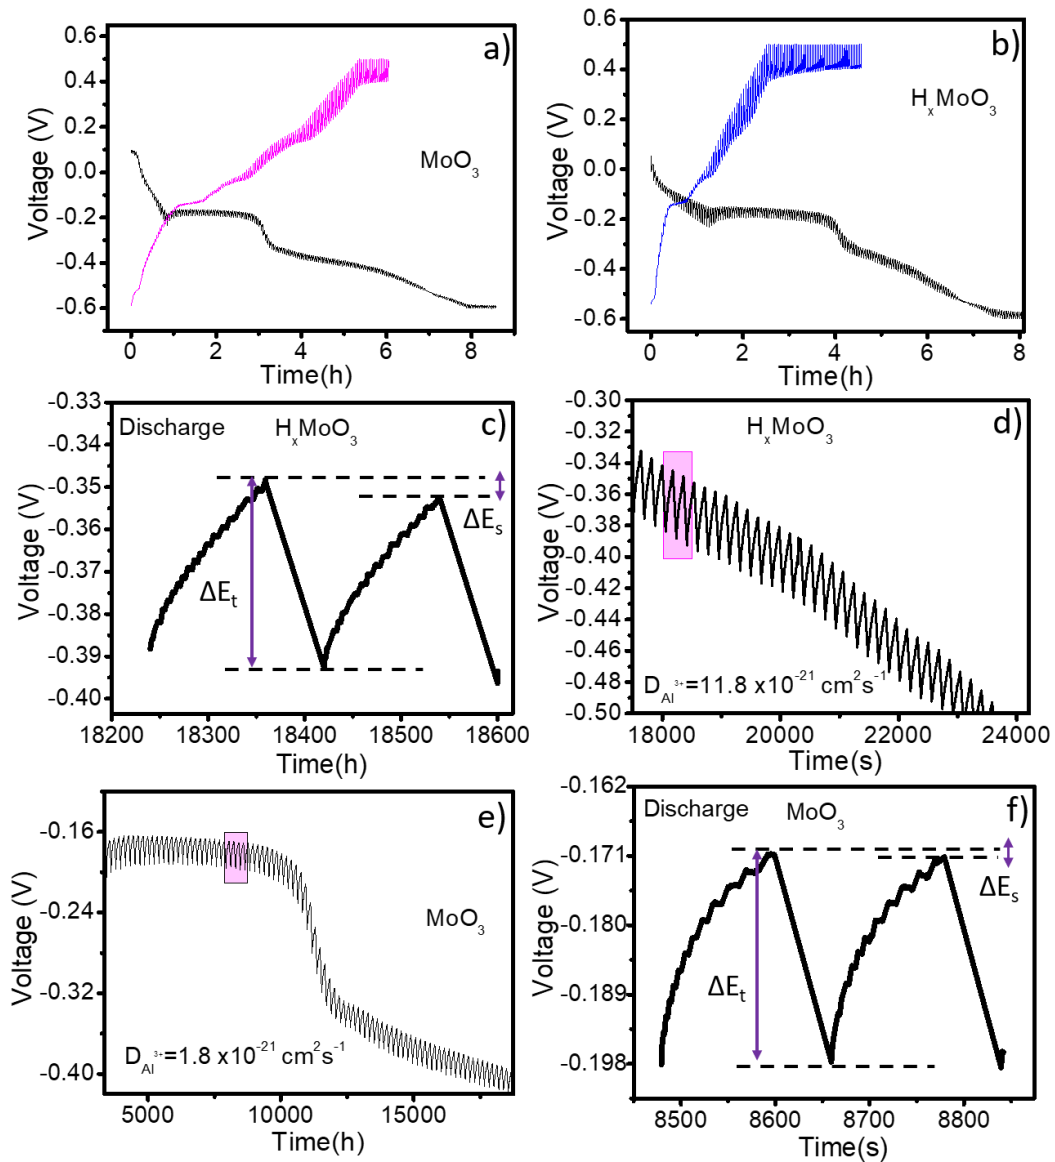 a)
0.6
0.4
0.2
0.0
-0.2
-0.4
-0.6
Voltage (V)
MoO3
0 2 4 6 8
Time(h)
b)
0.6
0.4
0.2
0.0
-0.2
-0.4
-0.6
Voltage (V)
HxMoO3
0 2 4 6 8
Time(h)
c)
Discharge HxMoO3
-0.33
-0.34
-0.35
-0.36
-0.37
-0.38
-0.39
-0.40
Voltage (V)
ΔEs
ΔEt
18200 18300 18400 18500 18600
Time(h)
d)
HxMoO3
-0.30
-0.32
-0.34
-0.36
-0.38
-0.40
-0.42
-0.44
-0.46
-0.48
-0.50
Voltage (V)
DAl3+=11.8 x10-21 cm2s-1
18000 20000 22000 24000
Time(s)
e)
-0.16
-0.24
-0.32
-0.40
Voltage (V)
MoO3
DAl3+=1.8 x10-21 cm2s-1
5000 10000 15000
Time(h)
f)
Discharge MoO3
-0.162
-0.171
-0.180
-0.189
-0.198
Voltage (V)
ΔEs
ΔEt
8500 8600 8700 8800
Time(s)